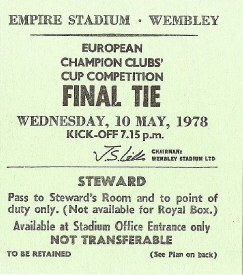 EMPIRE STADIUM · WEMBLEY
EUROPEAN
CHAMPION CLUBS'
CUP COMPETITION
FINAL TIE
WEDNESDAY, 10 MAY, 1978
KICK-OFF 7.15 p.m.
CHAIRMAN:
WEMBLEY STADIUM LTD
STEWARD
Pass to Steward's Room and to point of
duty only. (Not available for Royal Box.)
Available at Stadium Office Entrance only
NOT TRANSFERABLE
TO BE RETAINED (See Plan on back)